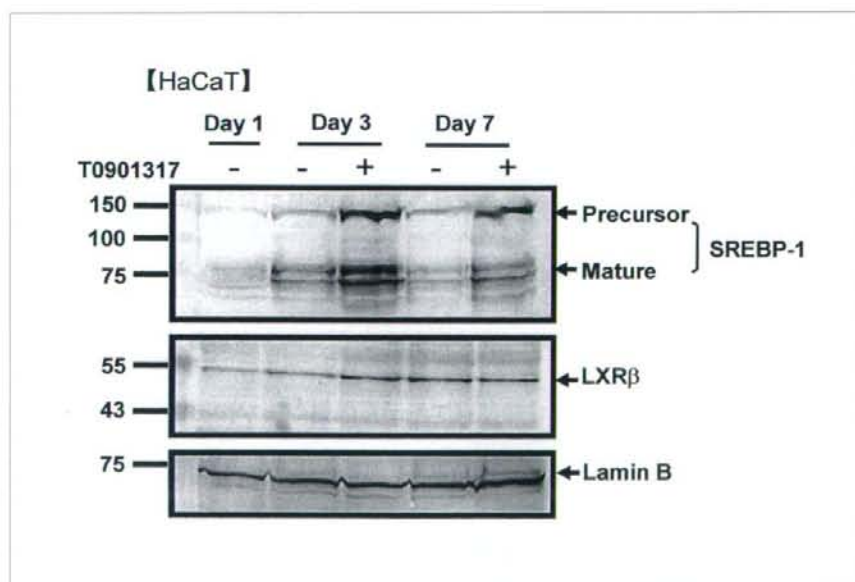 【HaCaT】
Day 1 Day 3 Day 7
T0901317 - - + - +
150
100
75
Precursor
Mature
SREBP-1
55
43
LXRβ
75
Lamin B